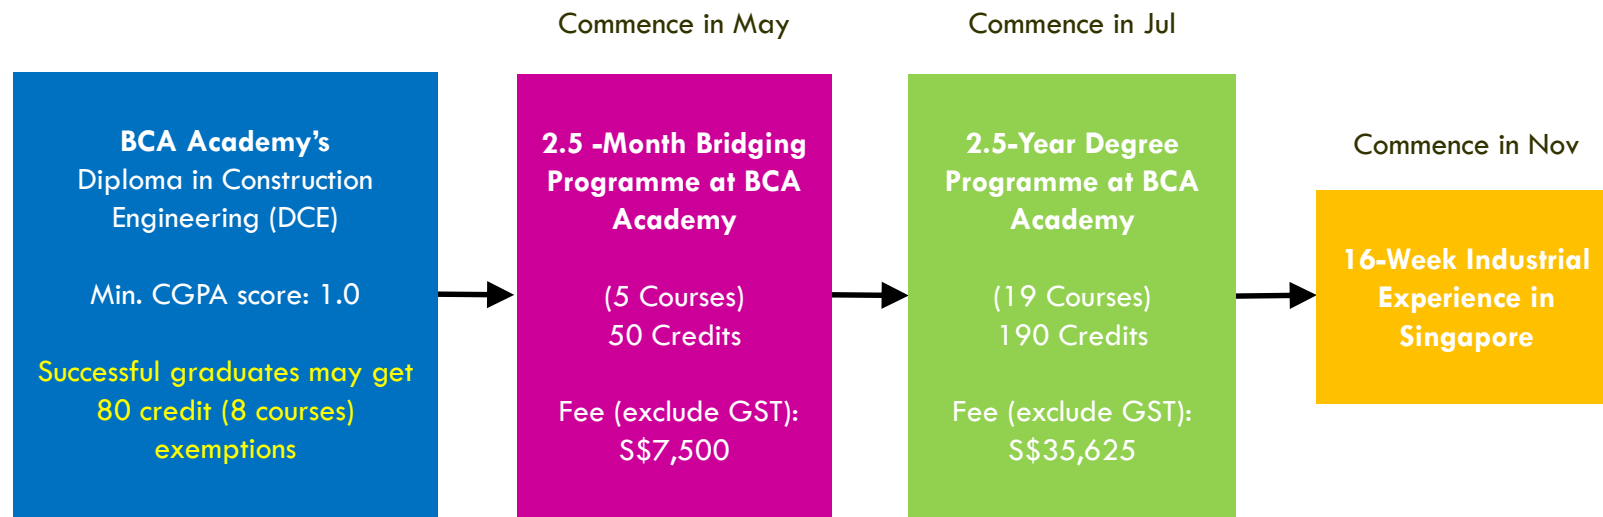 Commence in May
Commence in Jul
BCA Academy's
Diploma in Construction
Engineering (DCE)
Min. CGPA score: 1.0
Successful graduates may get
80 credit (8 courses)
exemptions
2.5 -Month Bridging
Programme at BCA
Academy
(5 Courses)
50 Credits
Fee (exclude GST):
S$7,500
2.5-Year Degree
Programme at BCA
Academy
(19 Courses)
190 Credits
Fee (exclude GST):
S$35,625
Commence in Nov
16-Week Industrial
Experience in
Singapore